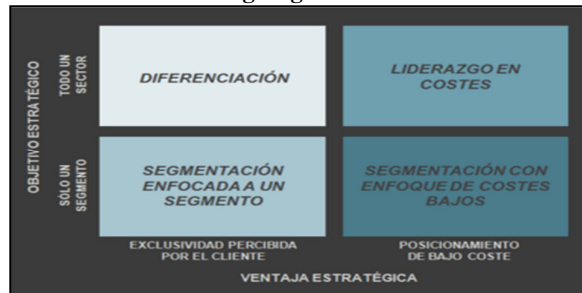 OBJETIVO ESTRATÉGICO
TODO UN
SECTOR
DIFERENCIACIÓN
LIDERAZGO EN
COSTES
SÓLO UN
SEGMENTO
SEGMENTACIÓN
ENFOCADA A UN
SEGMENTO
SEGMENTACIÓN CON
ENFOQUE DE COSTES
BAJOS
EXCLUSIVIDAD PERCIBIDA
POR EL CLIENTE
POSICIONAMIENTO
DE BAJO COSTE
VENTAJA ESTRATÉGICA